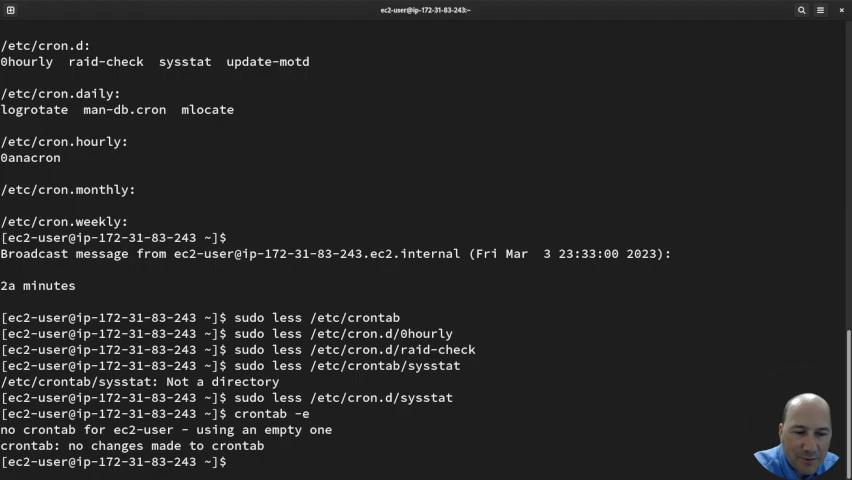 ec2-user@ip-172-31-83-243:~
/etc/cron.d:
0hourly  raid-check  sysstat  update-motd
/etc/cron.daily:
logrotate  man-db.cron  mlocate
/etc/cron.hourly:
0anacron
/etc/cron.monthly:
/etc/cron.weekly:
[ec2-user@ip-172-31-83-243 ~]$
Broadcast message from ec2-user@ip-172-31-83-243.ec2.internal (Fri Mar  3 23:33:00 2023):
2a minutes
[ec2-user@ip-172-31-83-243 ~]$ sudo less /etc/crontab
[ec2-user@ip-172-31-83-243 ~]$ sudo less /etc/cron.d/0hourly
[ec2-user@ip-172-31-83-243 ~]$ sudo less /etc/cron.d/raid-check
[ec2-user@ip-172-31-83-243 ~]$ sudo less /etc/crontab/sysstat
/etc/crontab/sysstat: Not a directory
[ec2-user@ip-172-31-83-243 ~]$ sudo less /etc/cron.d/sysstat
[ec2-user@ip-172-31-83-243 ~]$ crontab -e
no crontab for ec2-user - using an empty one
crontab: no changes made to crontab
[ec2-user@ip-172-31-83-243 ~]$